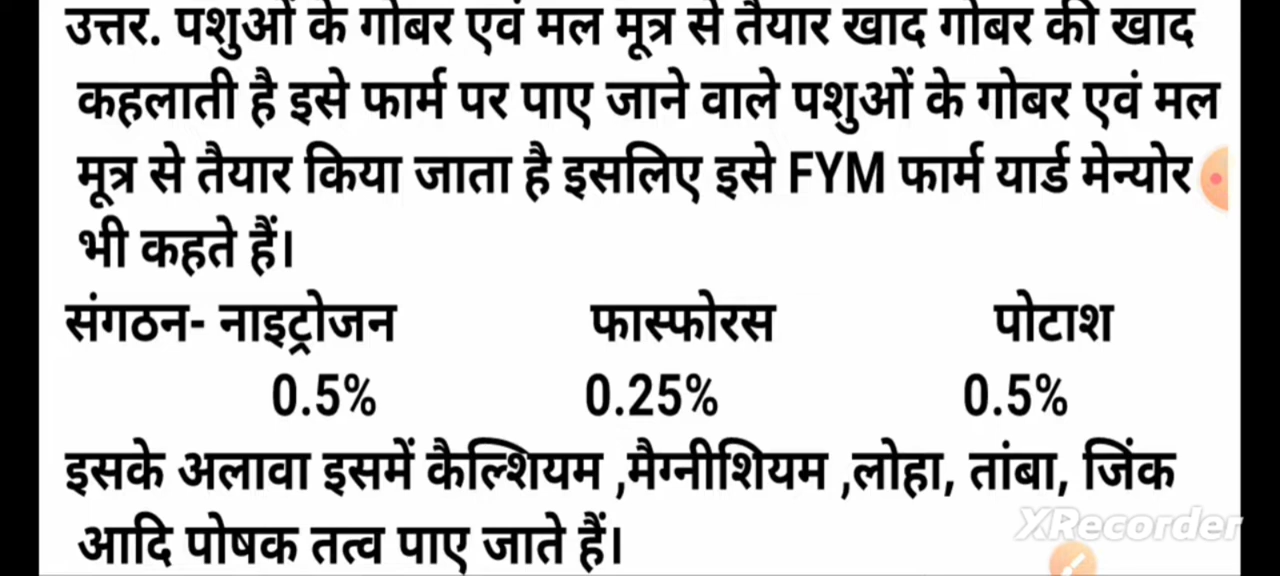 उत्तर. पशुओं के गोबर एवं मल मूत्र से तैयार खाद गोबर की खाद
कहलाती है इसे फार्म पर पाए जाने वाले पशुओं के गोबर एवं मल
मूत्र से तैयार किया जाता है इसलिए इसे FYM फार्म यार्ड मेन्योर
भी कहते हैं।
संगठन- नाइट्रोजन फास्फोरस पोटाश
0.5% 0.25% 0.5%
इसके अलावा इसमें कैल्शियम ,मैग्नीशियम ,लोहा, तांबा, जिंक
आदि पोषक तत्व पाए जाते हैं।
XRecorder